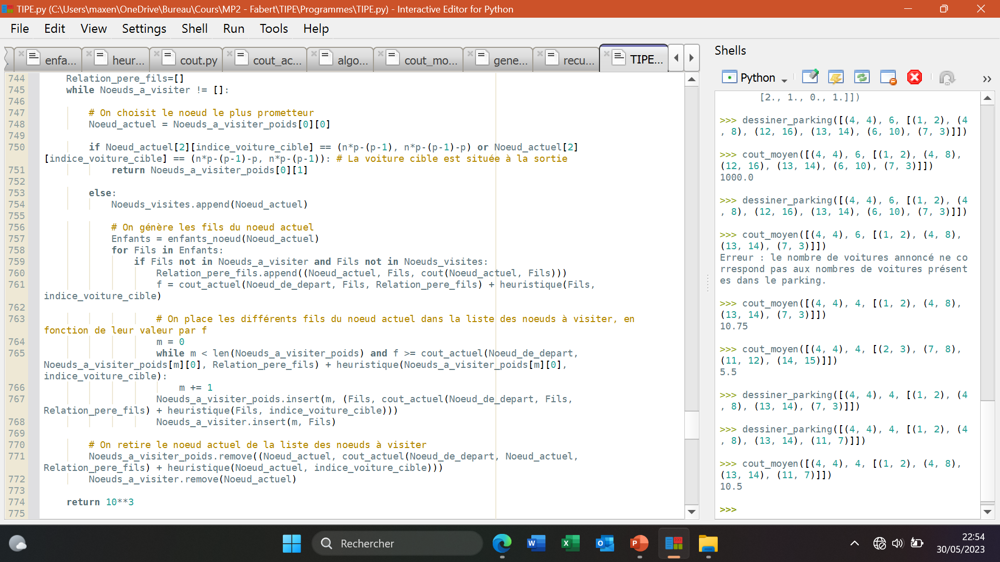 TIPE.py (C:\Users\maxen\OneDrive\Bureau\Cours\MP2 - Fabert\TIPE\Programmes\TIPE.py) - Interactive Editor for Python
File Edit View Settings Shell Run Tools Help
enfa... heur... cout.py cout_ac... algo... cout_mo... gene... recu... TIPE...
744 Relation_pere_fils=[]
745 while Noeuds_a_visiter != []:
746
747 # On choisit le noeud le plus prometteur
748 Noeud_actuel = Noeuds_a_visiter_poids[0][0]
749
750 if Noeud_actuel[2][indice_voiture_cible] == (n*p-(p-1), n*p-(p-1)-p) or Noeud_actuel[2]
[indice_voiture_cible] == (n*p-(p-1)-p, n*p-(p-1)): # La voiture cible est située à la sortie
751 return Noeuds_a_visiter_poids[0][1]
752
753 else:
754 Noeuds_visites.append(Noeud_actuel)
755
756 # On génère les fils du noeud actuel
757 Enfants = enfants_noeud(Noeud_actuel)
758 for Fils in Enfants:
759 if Fils not in Noeuds_a_visiter and Fils not in Noeuds_visites:
760 Relation_pere_fils.append((Noeud_actuel, Fils, cout(Noeud_actuel, Fils)))
761 f = cout_actuel(Noeud_de_depart, Fils, Relation_pere_fils) + heuristique(Fils,
indice_voiture_cible)
762
763 # On place les différents fils du noeud actuel dans la liste des noeuds à visiter, en
fonction de leur valeur par f
764 m = 0
765 while m < len(Noeuds_a_visiter_poids) and f >= cout_actuel(Noeud_de_depart,
Noeuds_a_visiter_poids[m][0], Relation_pere_fils) + heuristique(Noeuds_a_visiter_poids[m][0],
indice_voiture_cible):
766 m += 1
767 Noeuds_a_visiter_poids.insert(m, (Fils, cout_actuel(Noeud_de_depart, Fils,
Relation_pere_fils) + heuristique(Fils, indice_voiture_cible)))
768 Noeuds_a_visiter.insert(m, Fils)
769
770 # On retire le noeud actuel de la liste des noeuds à visiter
771 Noeuds_a_visiter_poids.remove((Noeud_actuel, cout_actuel(Noeud_de_depart, Noeud_actuel,
Relation_pere_fils) + heuristique(Noeud_actuel, indice_voiture_cible)))
772 Noeuds_a_visiter.remove(Noeud_actuel)
773
774 return 10**3
775
Shells
Python
[2., 1., 0., 1.]])
>>> dessiner_parking([(4, 4), 6, [(1, 2), (4
, 8), (12, 16), (13, 14), (6, 10), (7, 3)]])
>>> cout_moyen([(4, 4), 6, [(1, 2), (4, 8),
(12, 16), (13, 14), (6, 10), (7, 3)]])
1000.0
>>> dessiner_parking([(4, 4), 6, [(1, 2), (4
, 8), (12, 16), (13, 14), (6, 10), (7, 3)]])
>>> cout_moyen([(4, 4), 6, [(1, 2), (4, 8),
(13, 14), (7, 3)]])
Erreur : le nombre de voitures annoncé ne co
rrespond pas aux nombres de voitures présent
es dans le parking.
>>> cout_moyen([(4, 4), 4, [(1, 2), (4, 8),
(13, 14), (7, 3)]])
10.75
>>> cout_moyen([(4, 4), 4, [(2, 3), (7, 8),
(11, 12), (14, 15)]])
5.5
>>> dessiner_parking([(4, 4), 4, [(1, 2), (4
, 8), (13, 14), (7, 3)]])
>>> dessiner_parking([(4, 4), 4, [(1, 2), (4
, 8), (13, 14), (11, 7)]])
>>> cout_moyen([(4, 4), 4, [(1, 2), (4, 8),
(13, 14), (11, 7)]])
10.5
>>>
Rechercher
22:54
30/05/2023